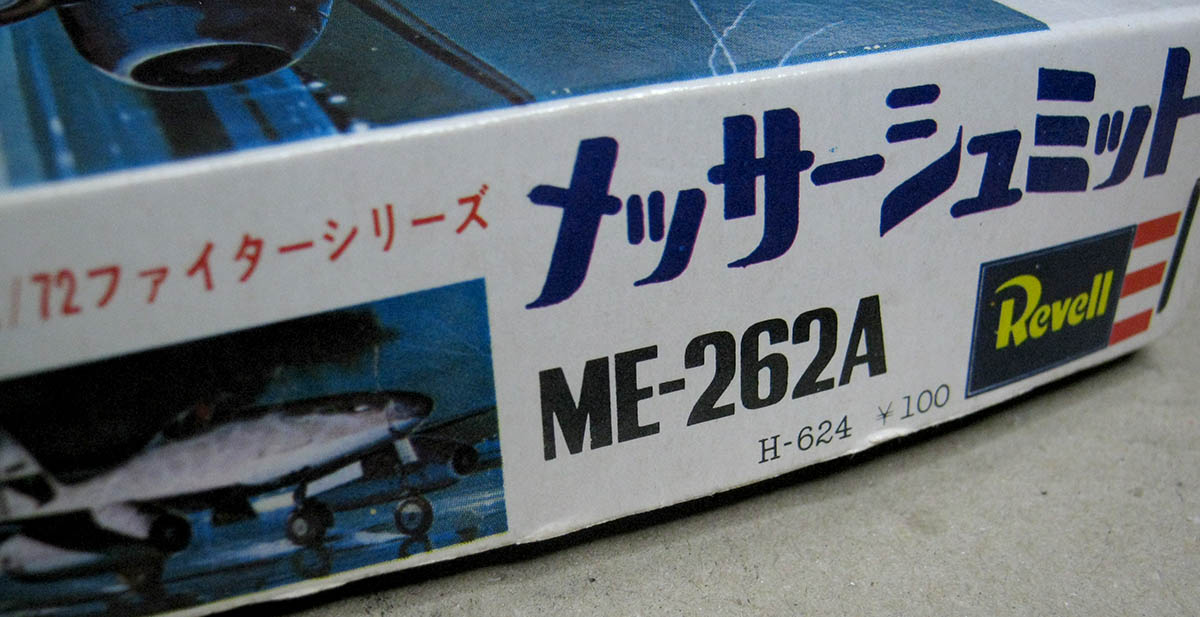 /72ファイターシリーズ
メッサーシュミット
ME-262A
H-624 ¥100
Revell